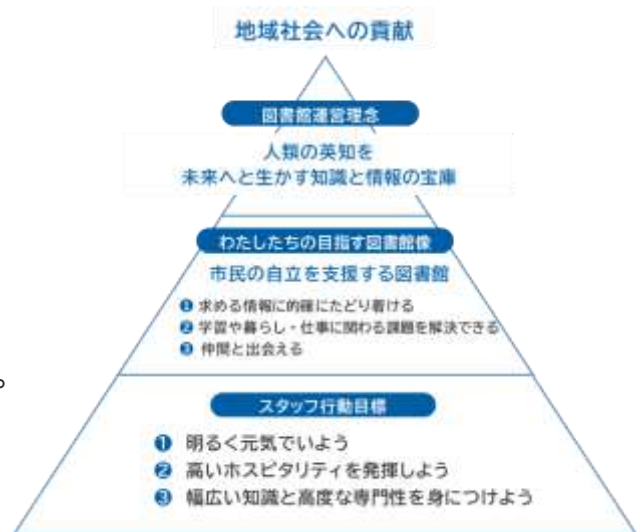 地域社会への貢献
図書館運営理念
人類の英知を
未来へと生かす知識と情報の宝庫
わたしたちの目指す図書館像
市民の自立を支援する図書館
❶ 求める情報に的確にたどり着ける
❷ 学習や暮らし・仕事に関わる課題を解決できる
❸ 仲間と出会える
。
スタッフ行動目標
❶ 明るく元気でいよう
❷ 高いホスピタリティを発揮しよう
❸ 幅広い知識と高度な専門性を身につけよう